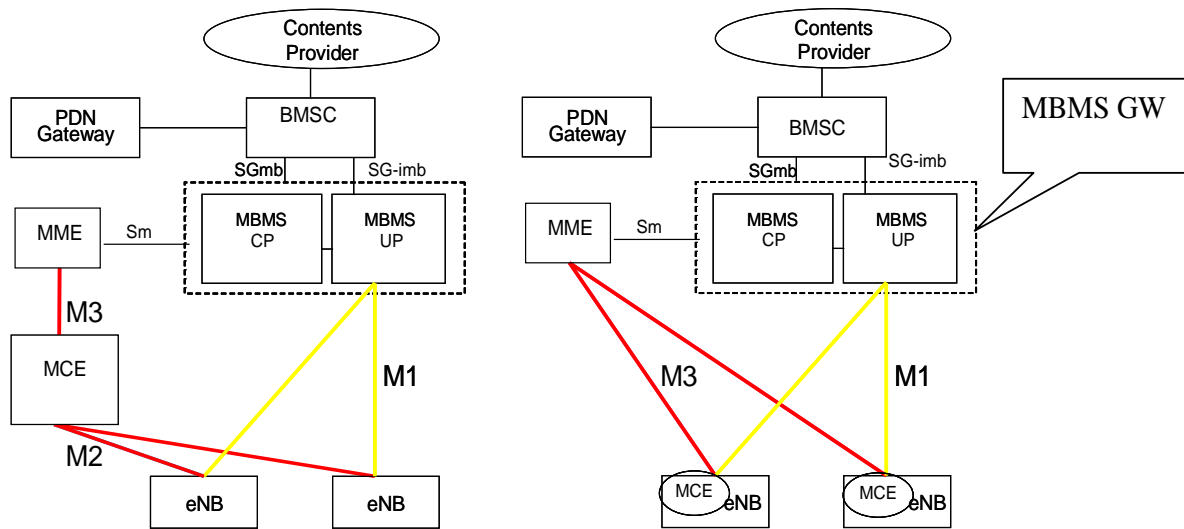 Contents
Provider
PDN
Gateway
BMSC
SGmb
SG-imb
MME
Sm
MBMS
CP
MBMS
UP
M3
MCE
M1
M2
eNB
eNB
Contents
Provider
PDN
Gateway
BMSC
MBMS GW
SGmb
SG-imb
MME
Sm
MBMS
CP
MBMS
UP
M3
M1
MCE
eNB
MCE
eNB